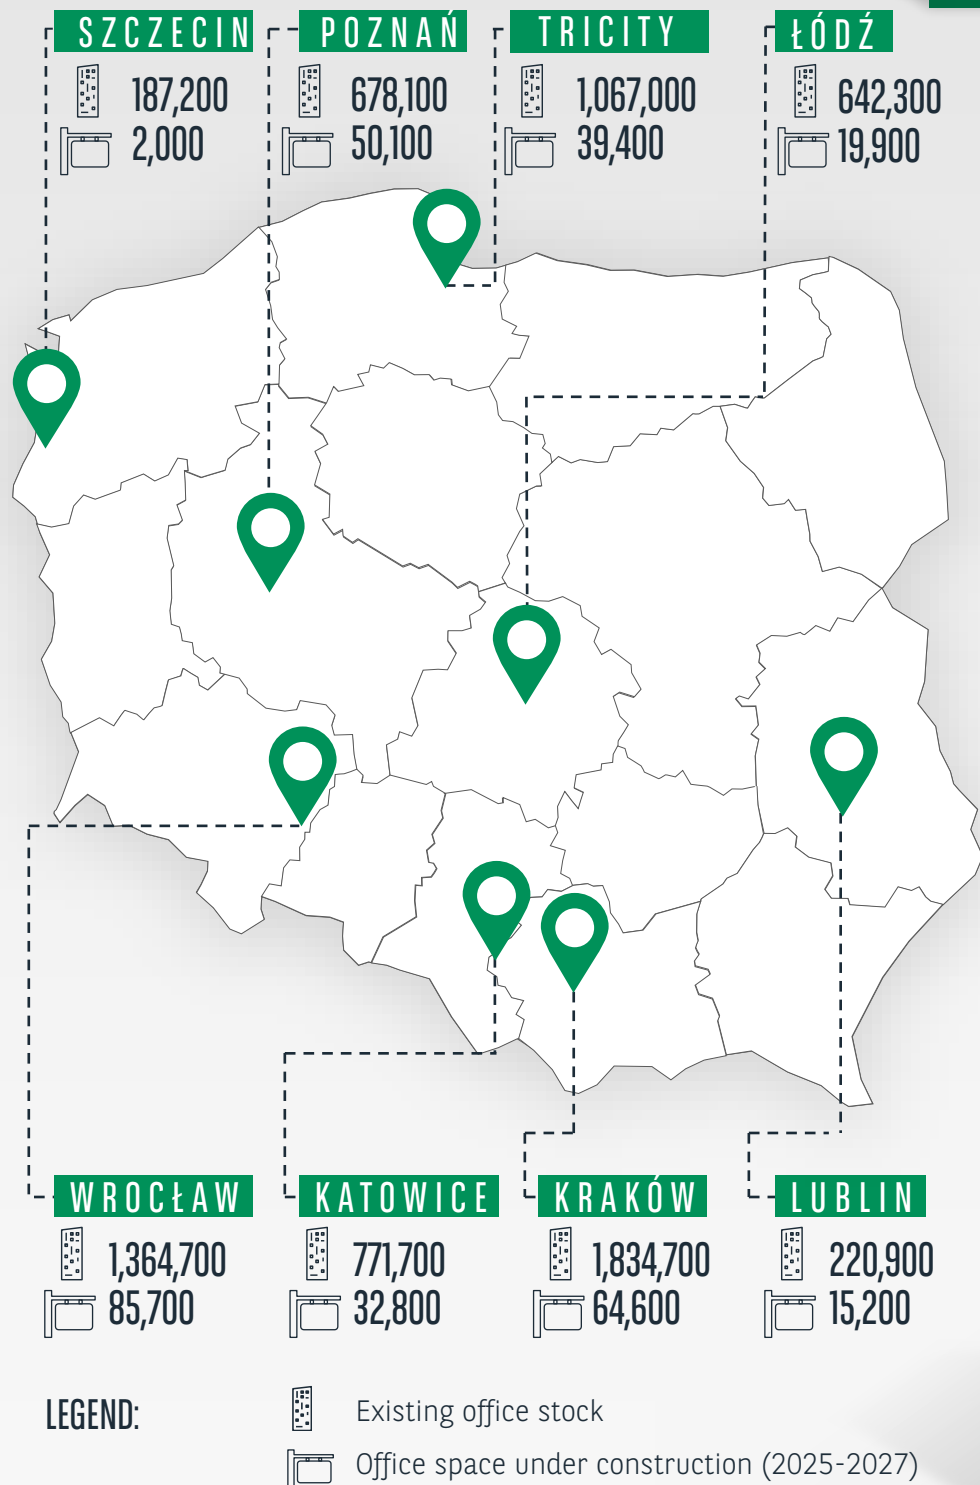 SZCZECIN
187,200
2,000
POZNAŃ
678,100
50,100
TRICITY
1,067,000
39,400
ŁÓDŹ
642,300
19,900
WROCŁAW
1,364,700
85,700
KATOWICE
771,700
32,800
KRAKÓW
1,834,700
64,600
LUBLIN
220,900
15,200
LEGEND:
Existing office stock
Office space under construction (2025-2027)